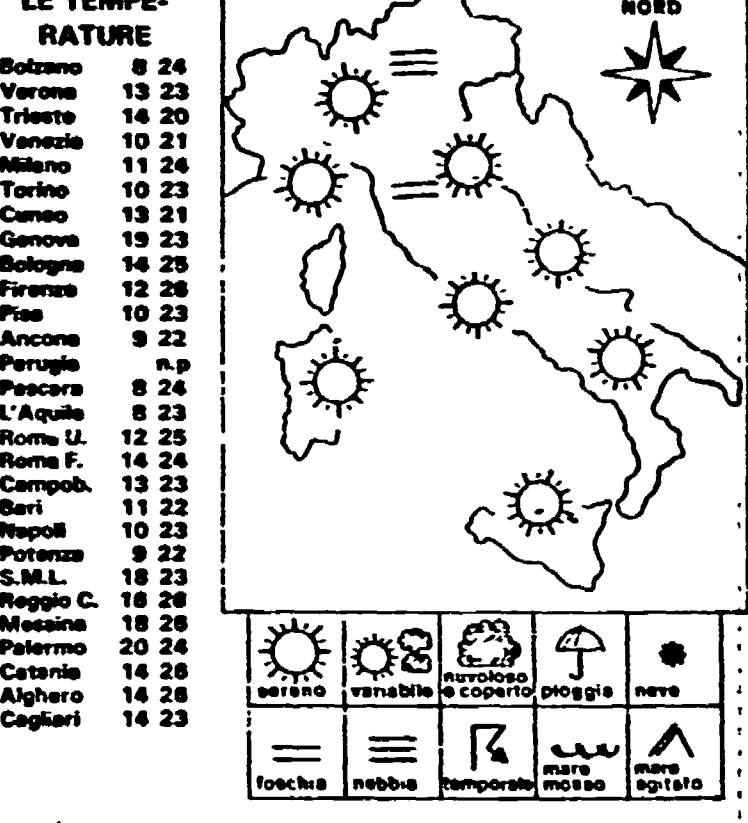 LE TEMPE-
RATURE
Bolzano 8 24
Verona 13 23
Trieste 14 20
Venezia 10 21
Milano 11 24
Torino 10 23
Cuneo 13 21
Genova 19 23
Bologna 14 25
Firenze 12 26
Pisa 10 23
Ancona 9 22
Perugia n.p
Pescara 8 24
L'Aquila 8 23
Roma U. 12 25
Roma F. 14 24
Campob. 13 23
Bari 11 22
Napoli 10 23
Potenza 9 22
S.M.L. 18 23
Reggio C. 16 26
Messina 18 26
Palermo 20 24
Catania 14 26
Alghero 14 26
Cagliari 14 23
NORD
sereno
variabile
nuvoloso
e coperto
pioggia
neve
foschia
nebbia
temporale
mare
mosso
mare
agitato